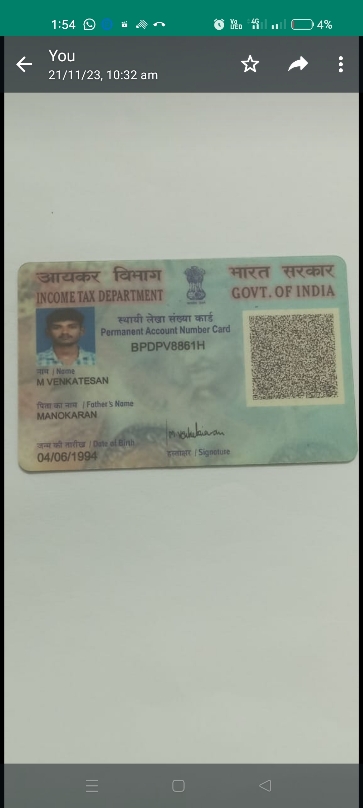 1:54 4%
You
21/11/23, 10:32 am
आयकर विभाग भारत सरकार
INCOME TAX DEPARTMENT GOVT. OF INDIA
स्थायी लेखा संख्या कार्ड
Permanent Account Number Card
BPDPV8861H
नाम / Name
M VENKATESAN
पिता का नाम / Father's Name
MANOKARAN
जन्म की तारीख / Date of Birth
04/06/1994
हस्ताक्षर / Signature